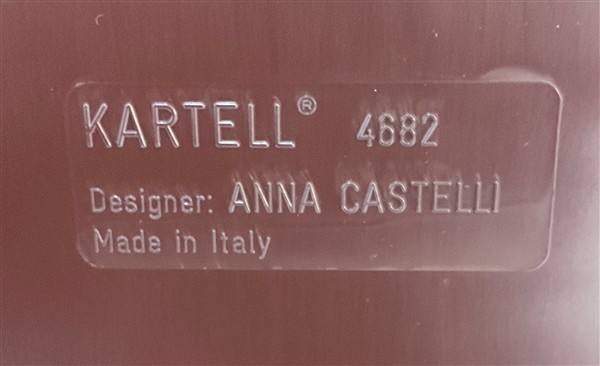 KARTELL® 4682
Designer: ANNA CASTELLI
Made in Italy